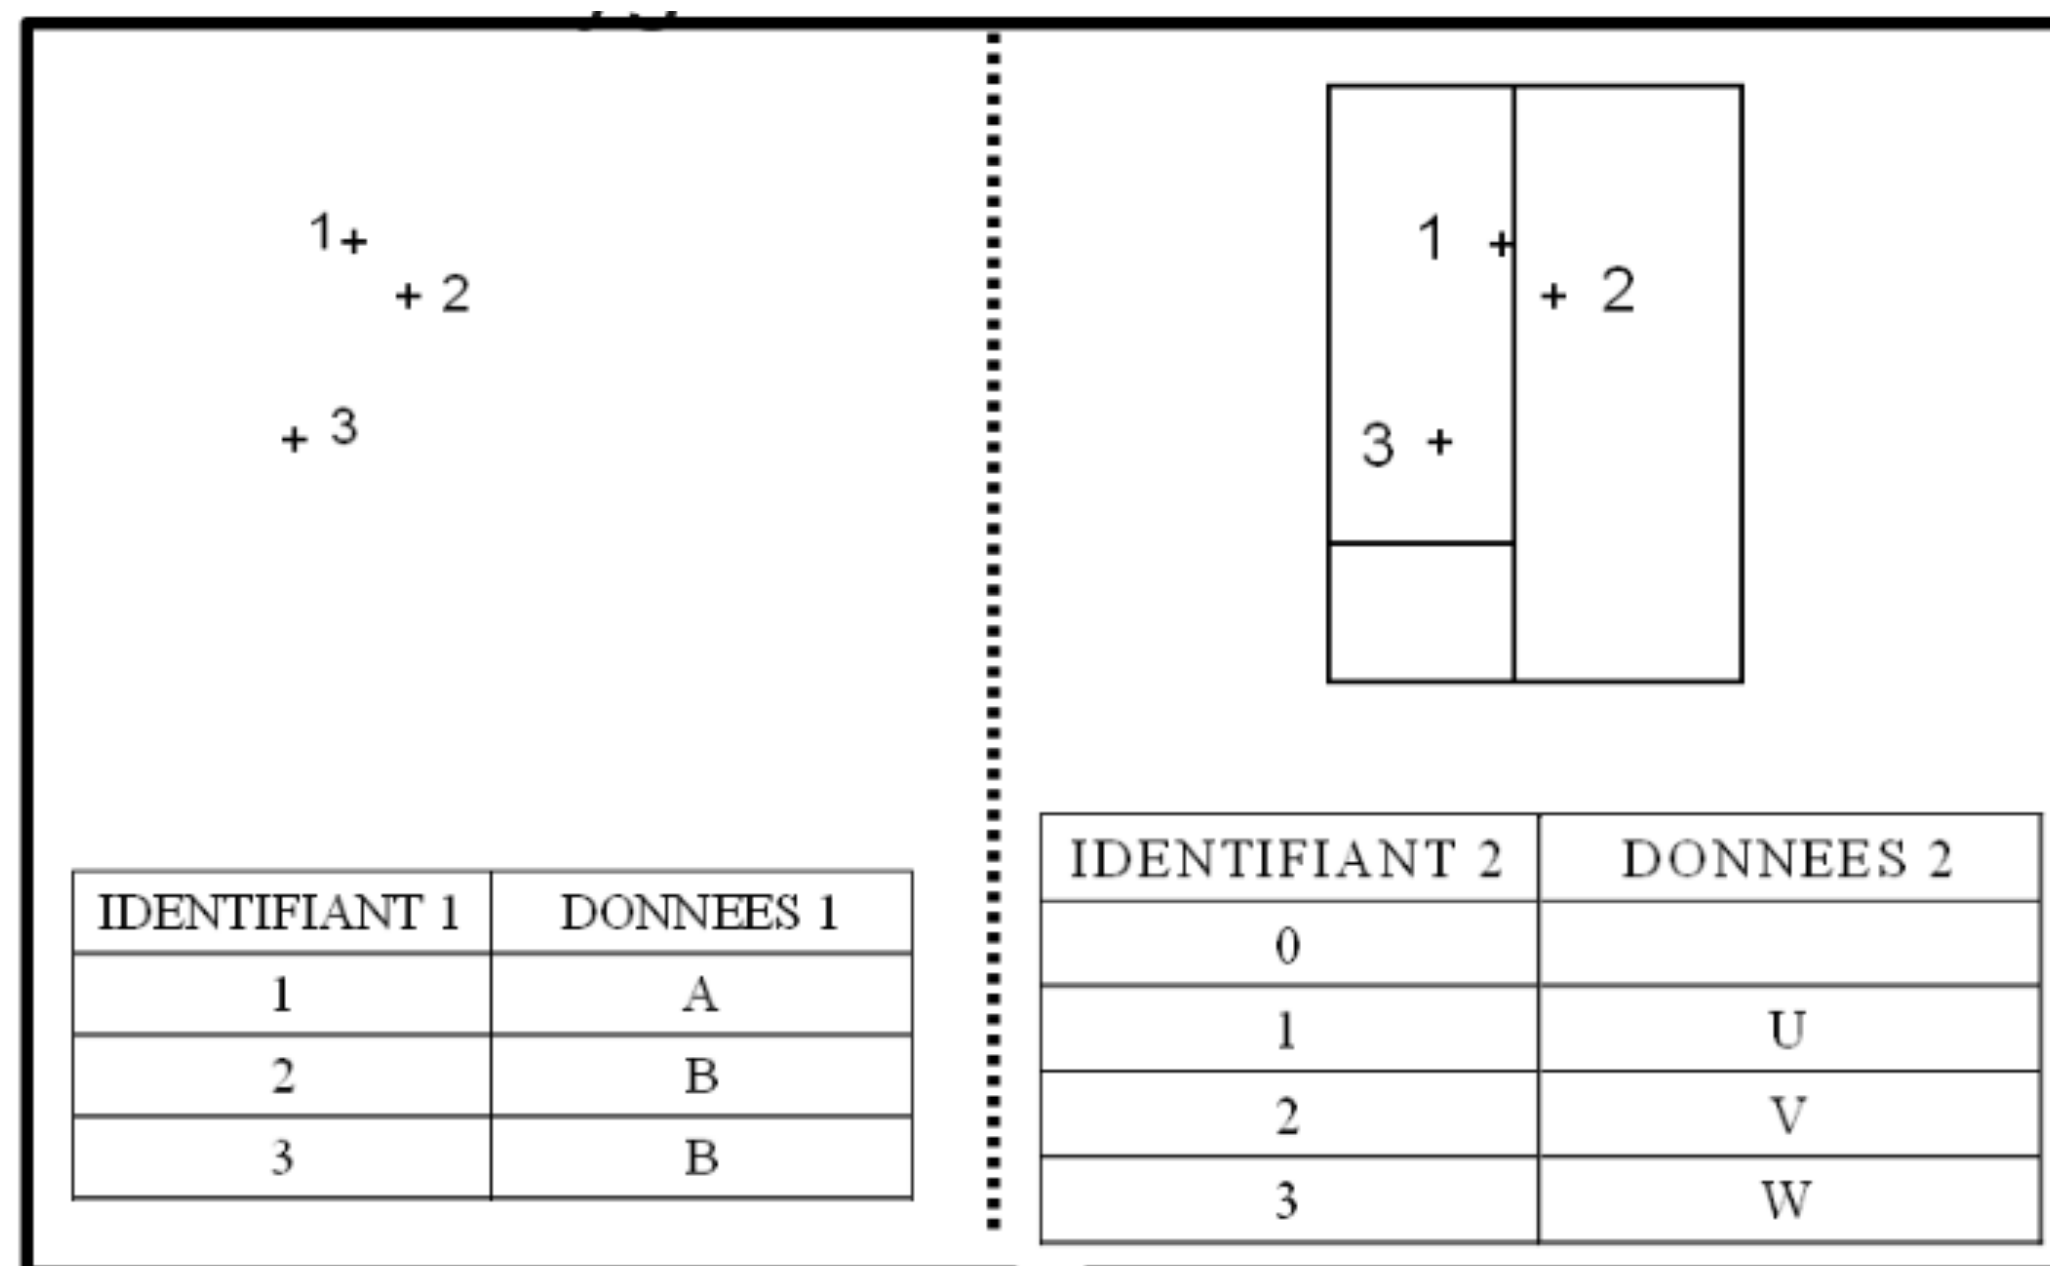 1
2
3
IDENTIFIANT 1 DONNEES 1
1 A
2 B
3 B
1
2
3
IDENTIFIANT 2 DONNEES 2
0
1 U
2 V
3 W